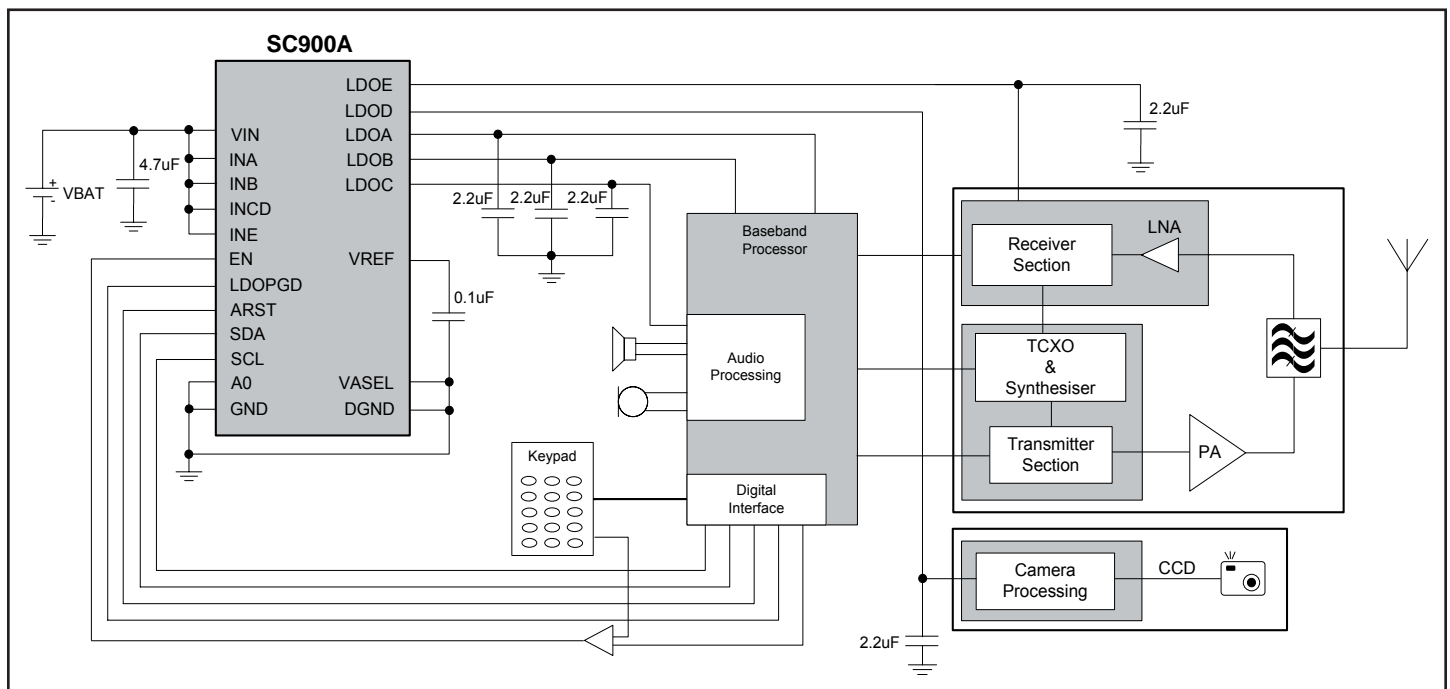 SC900A
LDOE
LDOD
VIN
LDOA
INA
LDOB
INB
LDOC
INCD
INE
EN
VREF
LDOPGD
ARST
SDA
SCL
A0
VASEL
GND
DGND
+
-
VBAT
4.7uF
0.1uF
2.2uF
2.2uF
2.2uF
2.2uF
Baseband
Processor
Audio
Processing
Digital
Interface
Keypad
LNA
Receiver
Section
TCXO
&
Synthesiser
Transmitter
Section
PA
Camera
Processing
CCD
2.2uF